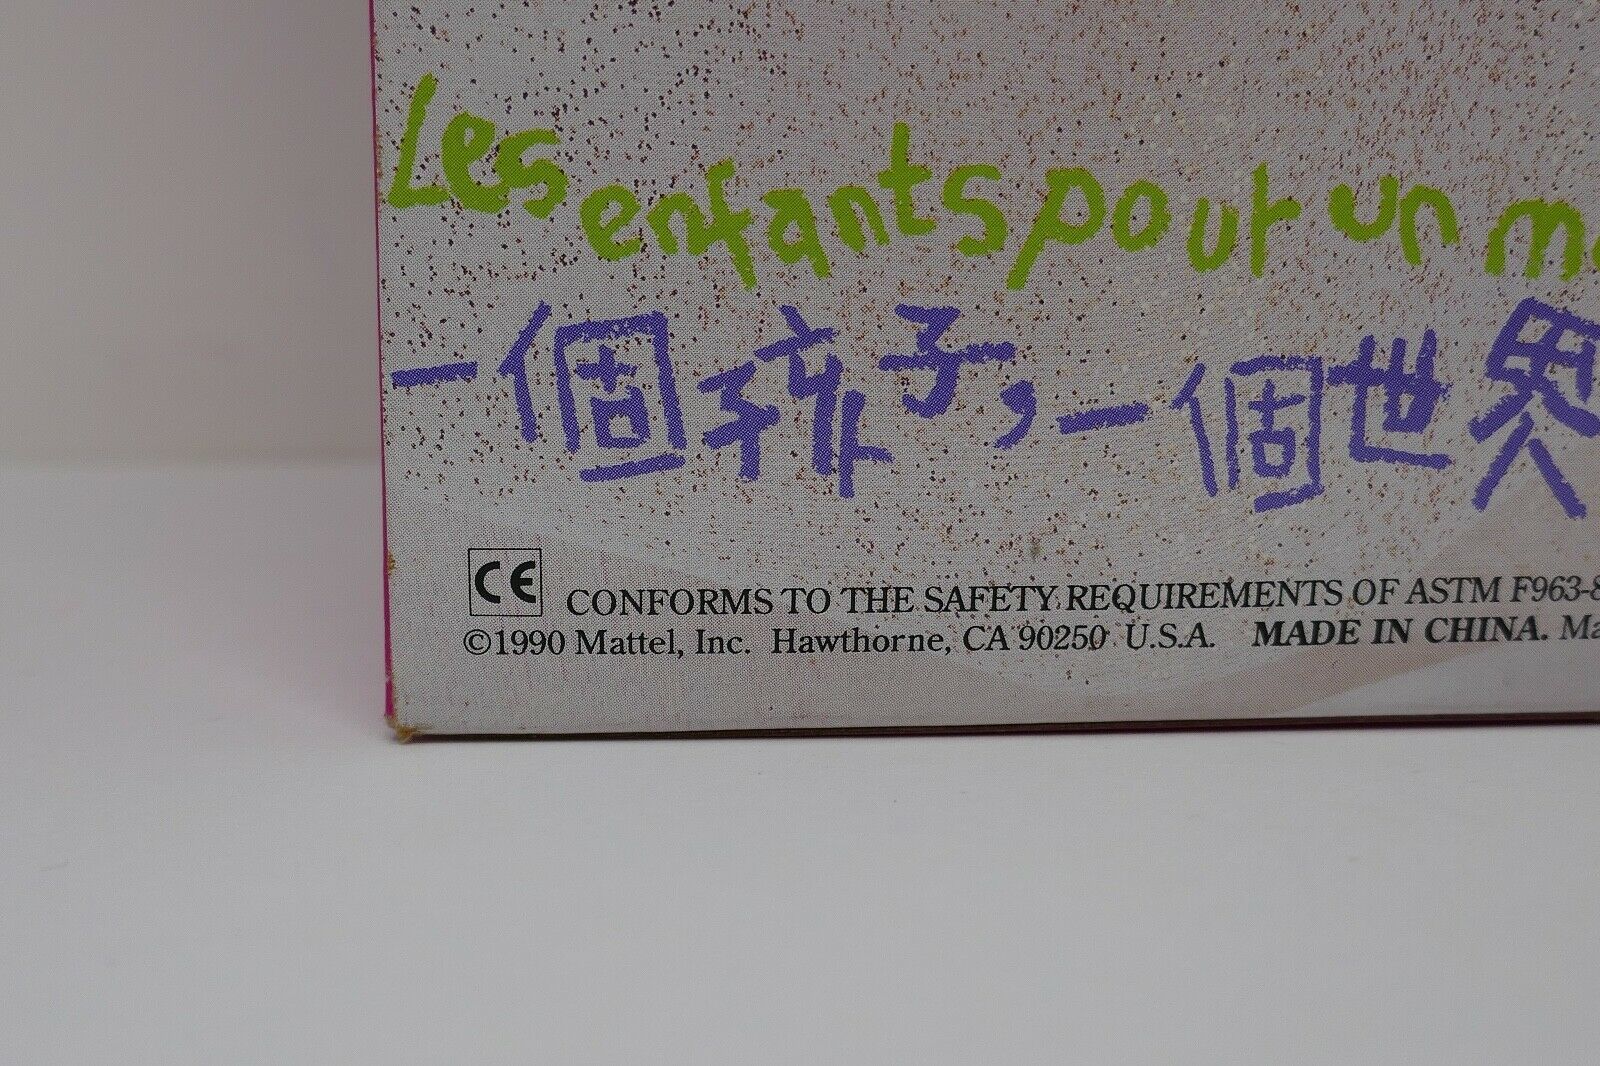 Les enfants pour un
一個孩子，一個世界
CE CONFORMS TO THE SAFETY REQUIREMENTS OF ASTM F963-8
©1990 Mattel, Inc. Hawthorne, CA 90250 U.S.A. MADE IN CHINA.